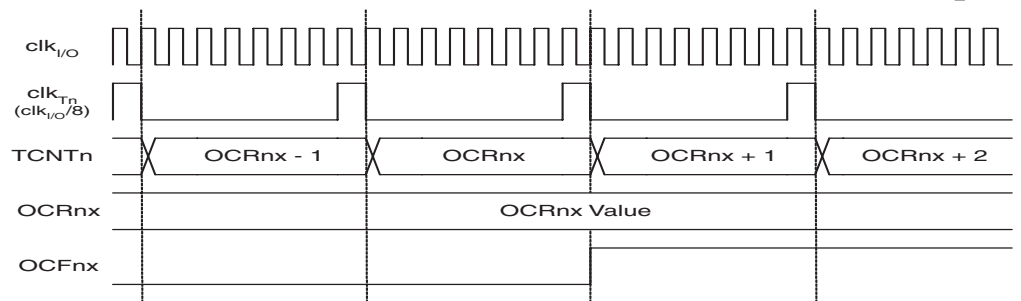 clkI/O
clkTn
(clkI/O/8)
TCNTn OCRnx - 1 OCRnx OCRnx + 1 OCRnx + 2
OCRnx OCRnx Value
OCFnx